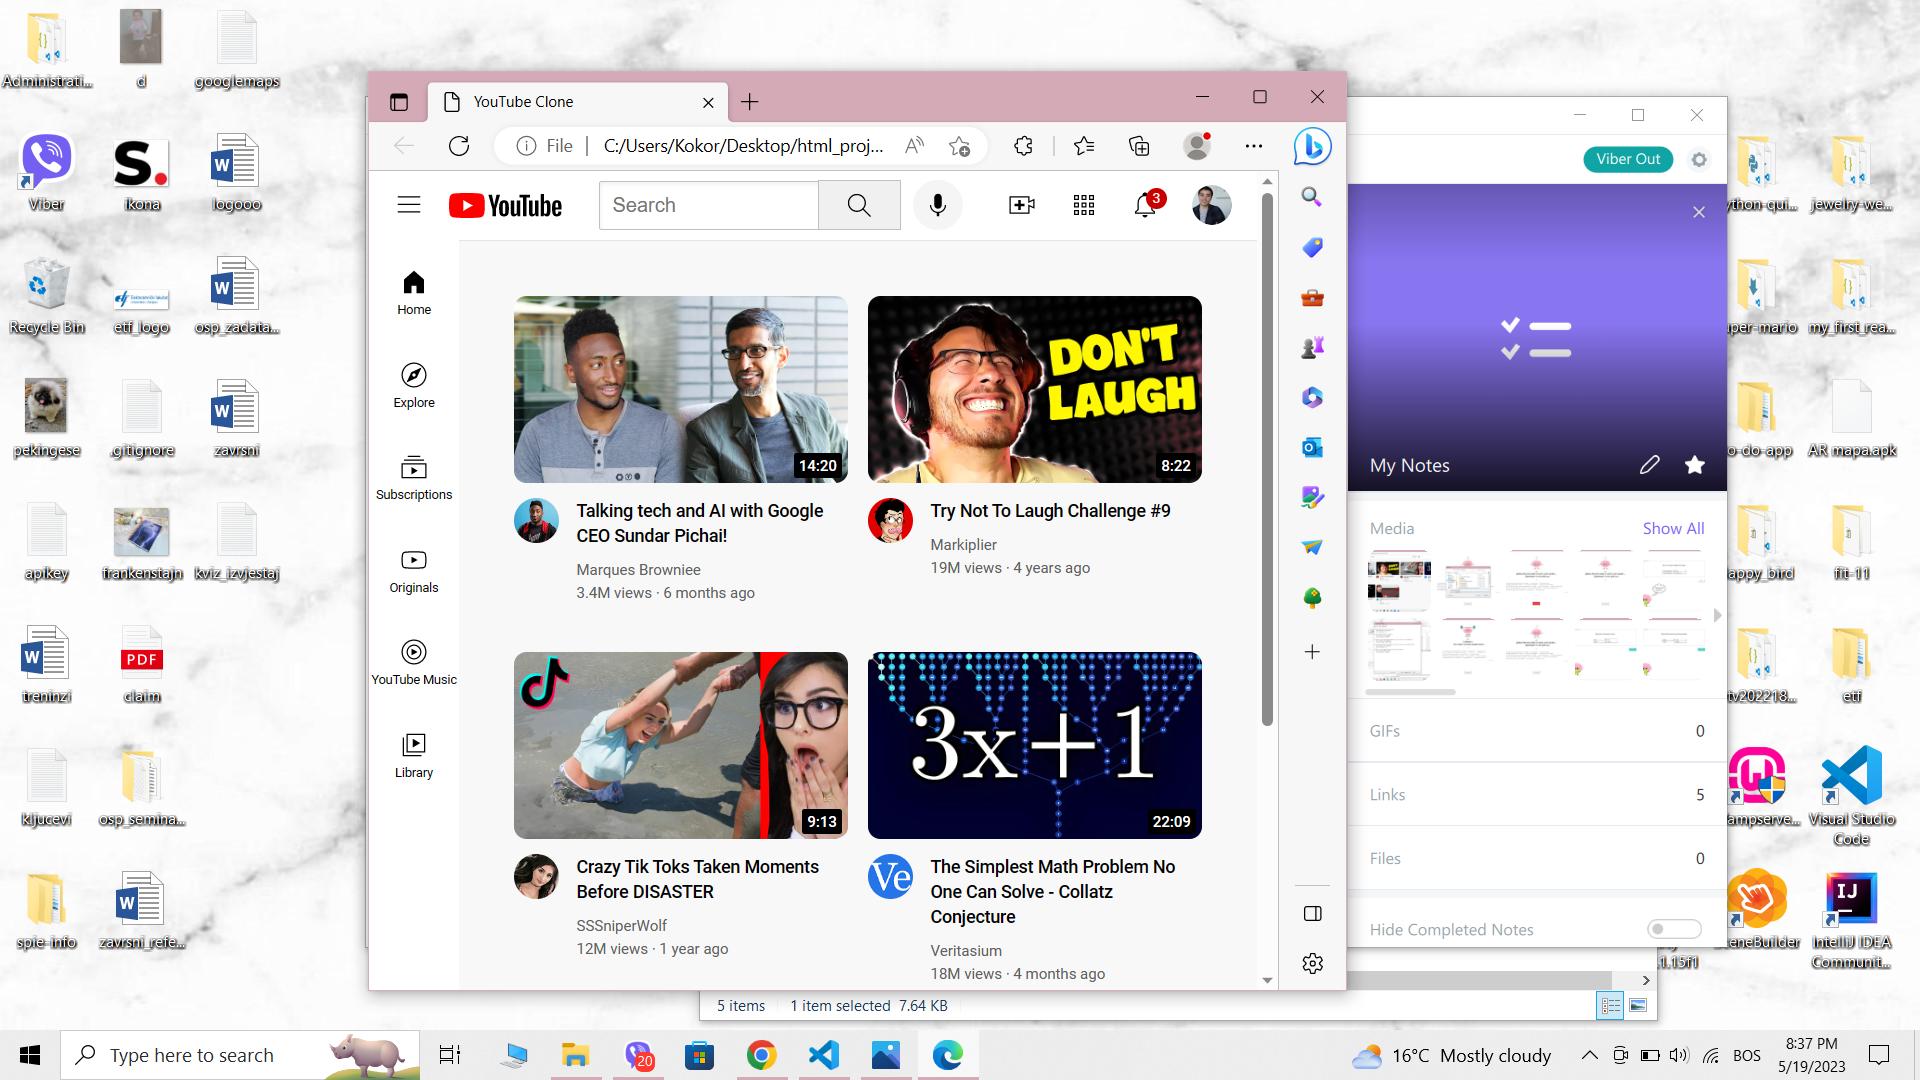 Administrati...
d
googlemaps
Viber
ikona
logooo
Recycle Bin
etf_logo
osp_zadata...
pekingese
.gitignore
zavrsni
apikey
frankenstajn
kviz_izvjestaj
treninzi
PDF
claim
kljucevi
osp_semina...
spie-info
zavrsni_refe...
YouTube Clone
File
C:/Users/Kokor/Desktop/html_proj...
YouTube
Search
3
Home
Explore
Subscriptions
Originals
YouTube Music
Library
DON'T
LAUGH
14:20
8:22
Talking tech and AI with Google
CEO Sundar Pichai!
Marques Browniee
3.4M views · 6 months ago
Try Not To Laugh Challenge #9
Markiplier
19M views · 4 years ago
3x+1
9:13
22:09
Crazy Tik Toks Taken Moments
Before DISASTER
SSSniperWolf
12M views · 1 year ago
Ve
The Simplest Math Problem No
One Can Solve - Collatz
Conjecture
Veritasium
18M views · 4 months ago
Viber Out
My Notes
Media
Show All
GIFs
0
Links
5
Files
0
Hide Completed Notes
ython-qui...
jewelry-we...
uper-mario
my_first_rea...
o-do-app
AR mapa.apk
appy_bird
fit-11
tv202218...
etf
ampserve...
Visual Studio
Code
IJ
eneBuilder
IntelliJ IDEA
Communit...
.1.15f1
5 items
1 item selected 7.64 KB
Type here to search
20
16°C Mostly cloudy
BOS
8:37 PM
5/19/2023